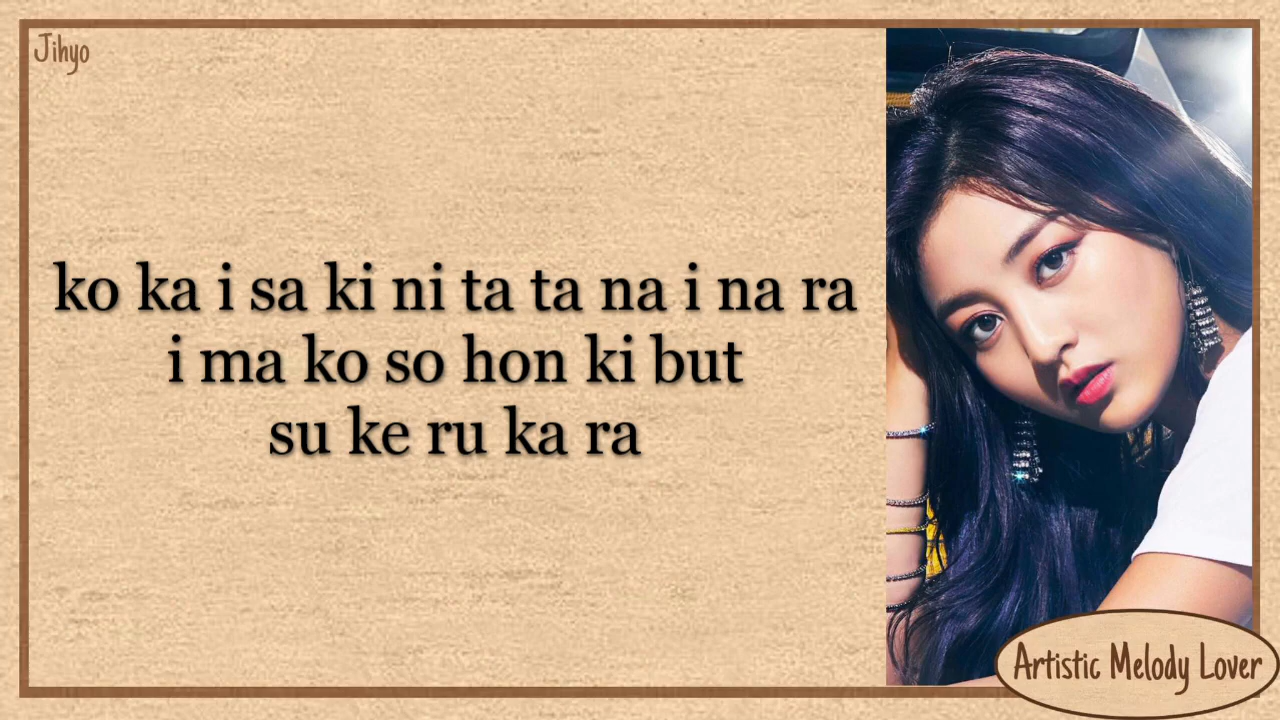 Jihyo
ko ka i sa ki ni ta ta na i na ra
i ma ko so hon ki but
su ke ru ka ra
Artistic Melody Lover